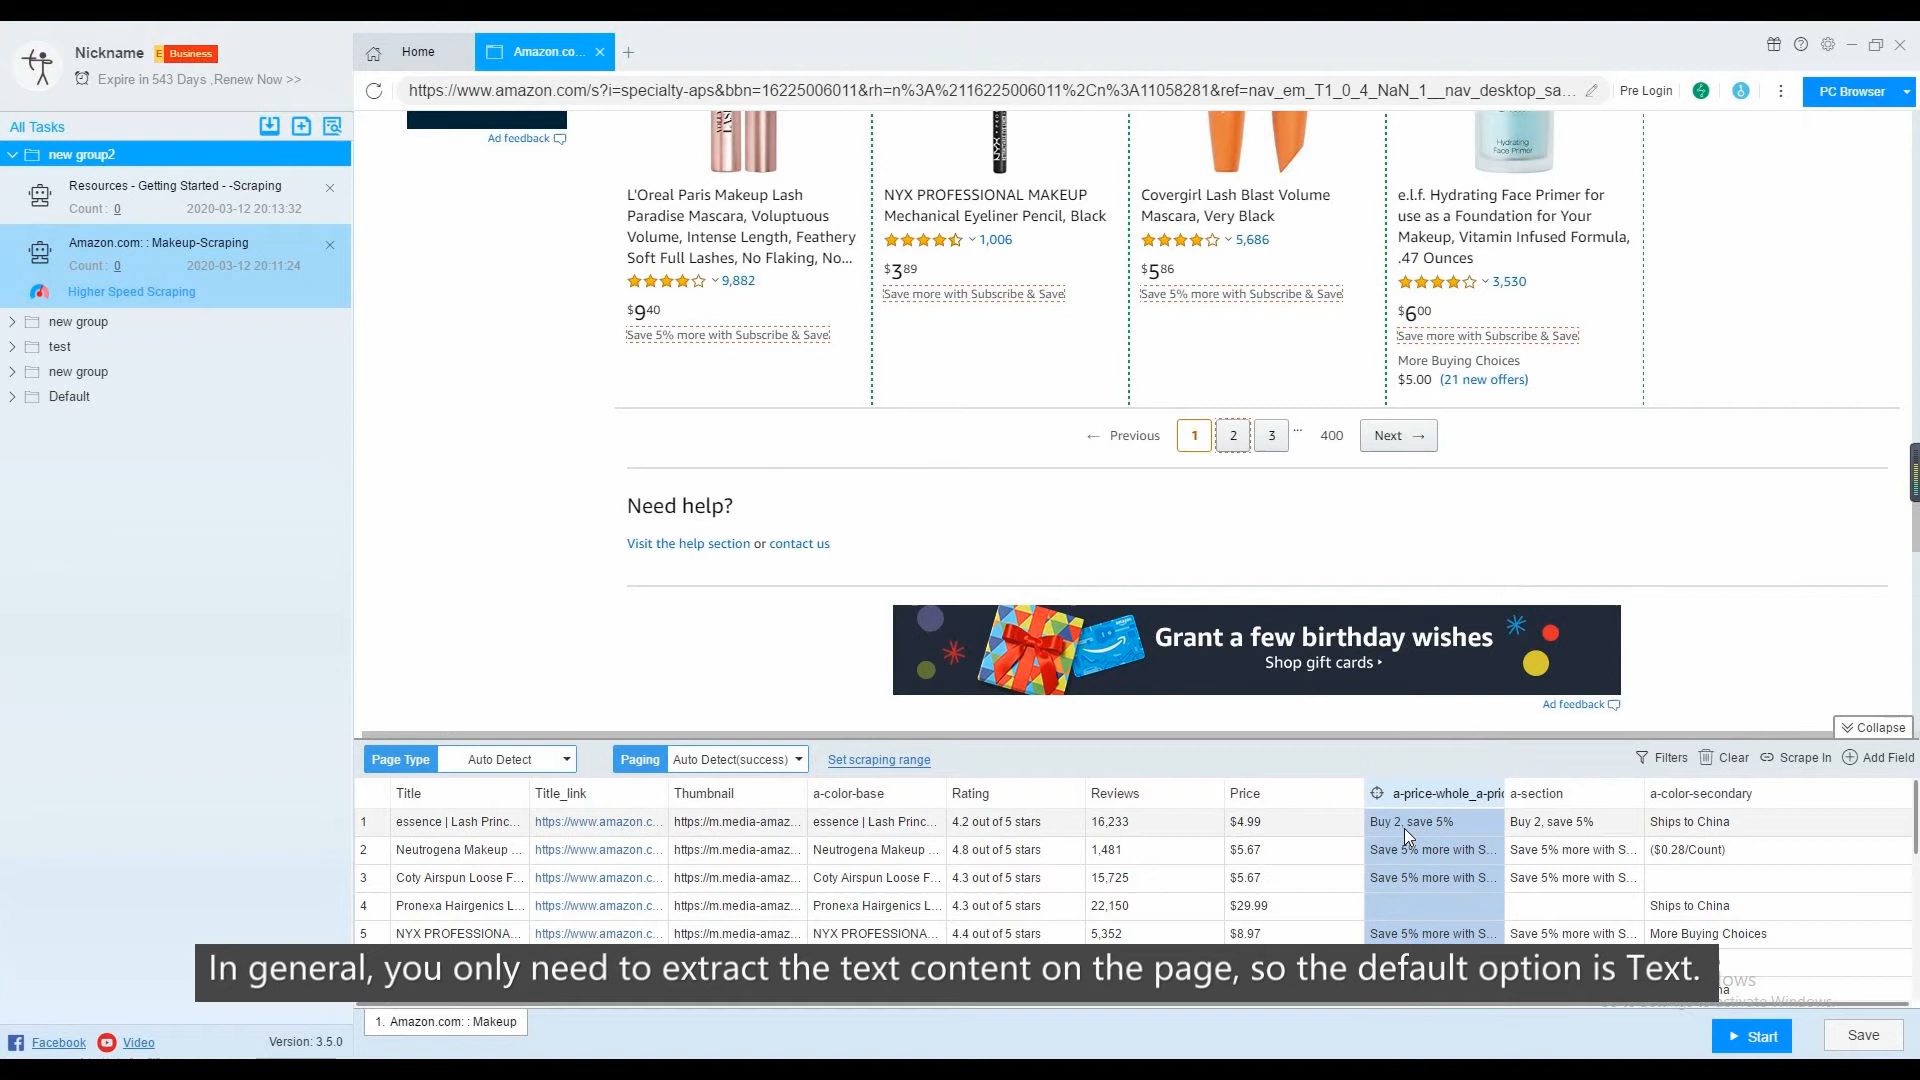 Nickname E Business
Expire in 543 Days ,Renew Now >>
Home
Amazon.co...
https://www.amazon.com/s?i=specialty-aps&bbn=16225006011&rh=n%3A%2116225006011%2Cn%3A11058281&ref=nav_em_T1_0_4_NaN_1__nav_desktop_sa...
Pre Login
PC Browser
All Tasks
new group2
Resources - Getting Started - -Scraping
Count : 0 2020-03-12 20:13:32
Amazon.com: : Makeup-Scraping
Count : 0 2020-03-12 20:11:24
Higher Speed Scraping
new group
test
new group
Default
Ad feedback
Hydrating
Face Primer
L'Oreal Paris Makeup Lash
Paradise Mascara, Voluptuous
Volume, Intense Length, Feathery
Soft Full Lashes, No Flaking, No...
9,882
$9 40
Save 5% more with Subscribe & Save
NYX
NYX PROFESSIONAL MAKEUP
Mechanical Eyeliner Pencil, Black
1,006
$3 89
Save more with Subscribe & Save
Covergirl Lash Blast Volume
Mascara, Very Black
5,686
$5 86
Save 5% more with Subscribe & Save
e.l.f. Hydrating Face Primer for
use as a Foundation for Your
Makeup, Vitamin Infused Formula,
.47 Ounces
3,530
$6 00
Save more with Subscribe & Save
More Buying Choices
$5.00 (21 new offers)
← Previous 1 2 3 ... 400 Next →
Need help?
Visit the help section or contact us
Grant a few birthday wishes
Shop gift cards ▸
Ad feedback
Collapse
Page Type Auto Detect Paging Auto Detect(success) Set scraping range Filters Clear Scrape In Add Field
Title Title_link Thumbnail a-color-base Rating Reviews Price a-price-whole_a-pric a-section a-color-secondary
1 essence | Lash Princ... https://www.amazon.c... https://m.media-amaz... essence | Lash Princ... 4.2 out of 5 stars 16,233 $4.99 Buy 2, save 5% Buy 2, save 5% Ships to China
2 Neutrogena Makeup ... https://www.amazon.c... https://m.media-amaz... Neutrogena Makeup ... 4.8 out of 5 stars 1,481 $5.67 Save 5% more with S... Save 5% more with S... ($0.28/Count)
3 Coty Airspun Loose F... https://www.amazon.c... https://m.media-amaz... Coty Airspun Loose F... 4.3 out of 5 stars 15,725 $5.67 Save 5% more with S... Save 5% more with S...
4 Pronexa Hairgenics L... https://www.amazon.c... https://m.media-amaz... Pronexa Hairgenics L... 4.3 out of 5 stars 22,150 $29.99 Ships to China
5 NYX PROFESSIONA... https://www.amazon.c... https://m.media-amaz... NYX PROFESSIONA... 4.4 out of 5 stars 5,352 $8.97 Save 5% more with S... Save 5% more with S... More Buying Choices
In general, you only need to extract the text content on the page, so the default option is Text.
1. Amazon.com: : Makeup
Facebook Video Version: 3.5.0
Start Save